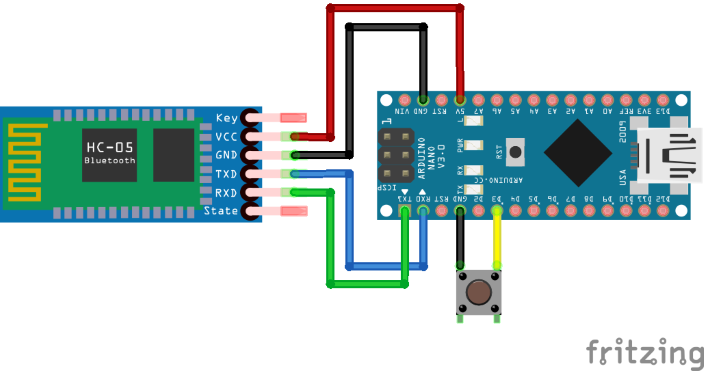 Key
VCC
GND
TXD
RXD
State
HC-05
Bluetooth
VIN GND RST 5V A7 A6 A5 A4 A3 A2 A1 A0 REF 3V3 D13
L
PWR
RX
TX
RST
1
ICSP
ARDUINO
NANO
V3.0
ARDUINO.CC
2009
USA
TX1 RX0 RST GND D2 D3 D4 D5 D6 D7 D8 D9 D10 D11 D12
fritzing